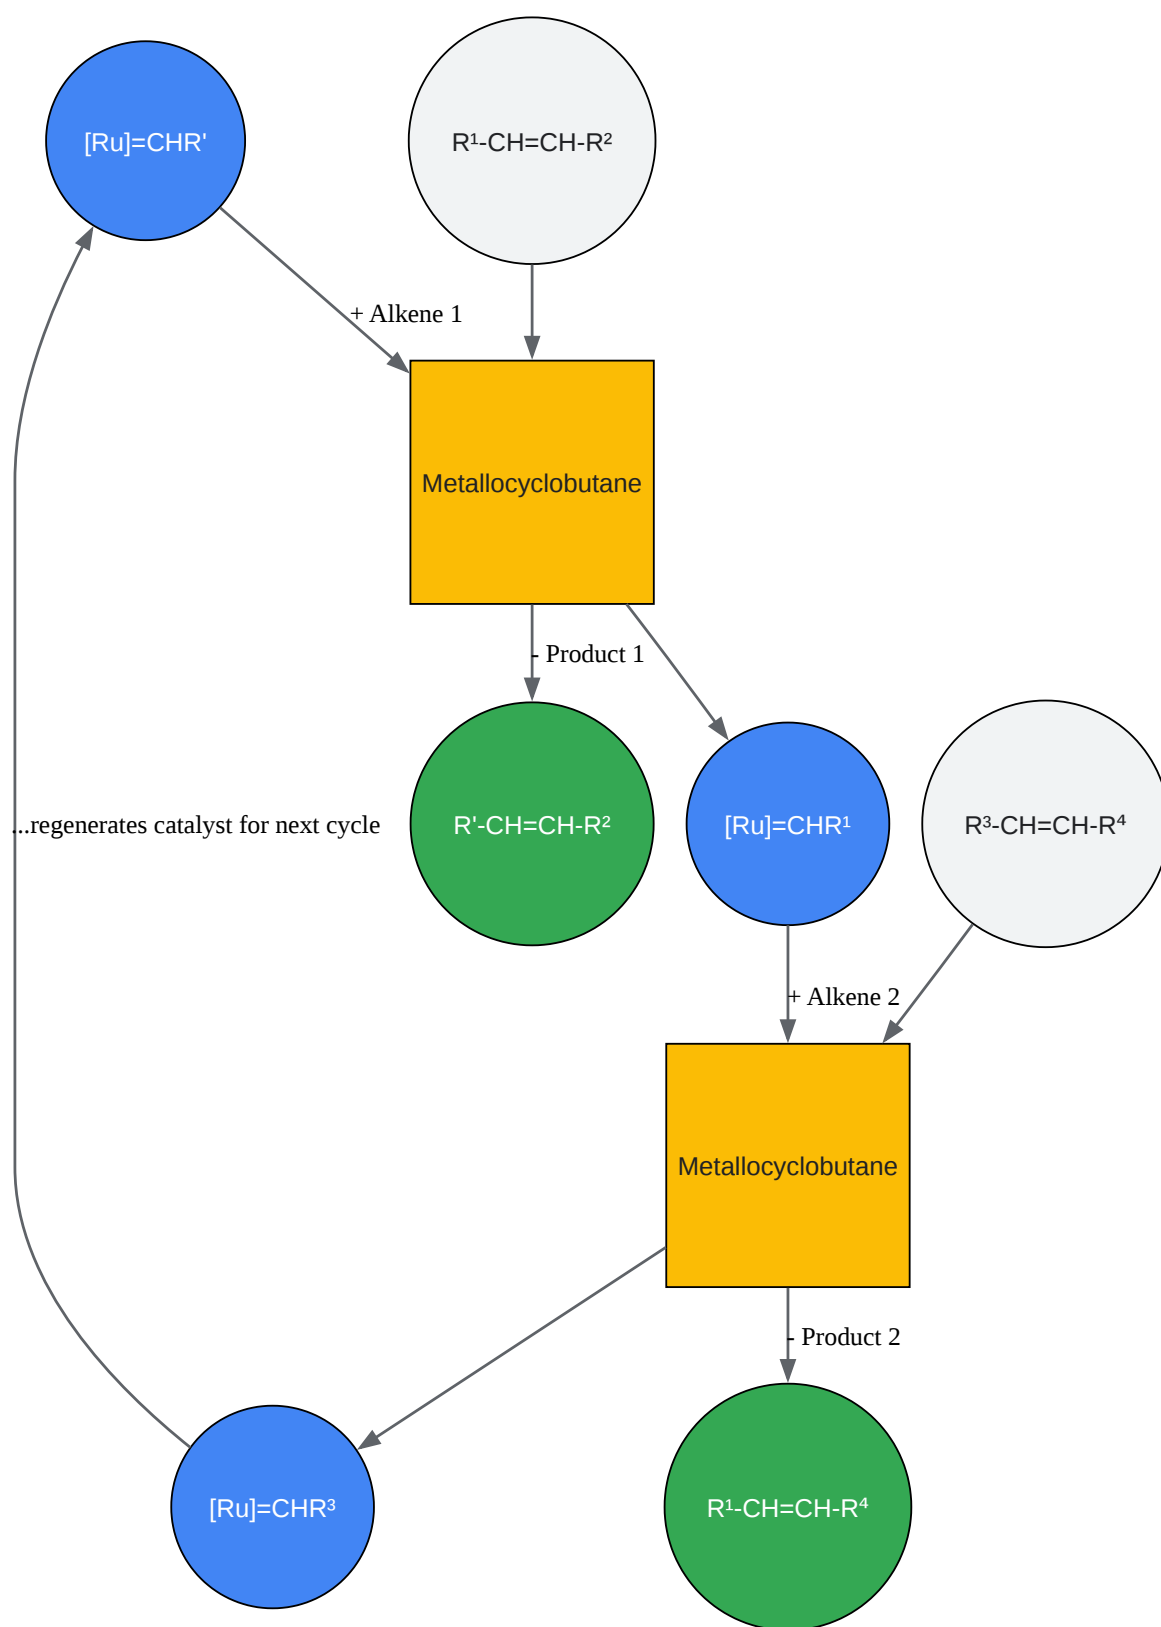 [Ru]=CHR'
R¹-CH=CH-R²
+ Alkene 1
Metallocyclobutane
- Product 1
...regenerates catalyst for next cycle
R'-CH=CH-R²
[Ru]=CHR¹
R³-CH=CH-R⁴
+ Alkene 2
Metallocyclobutane
- Product 2
[Ru]=CHR³
R¹-CH=CH-R⁴